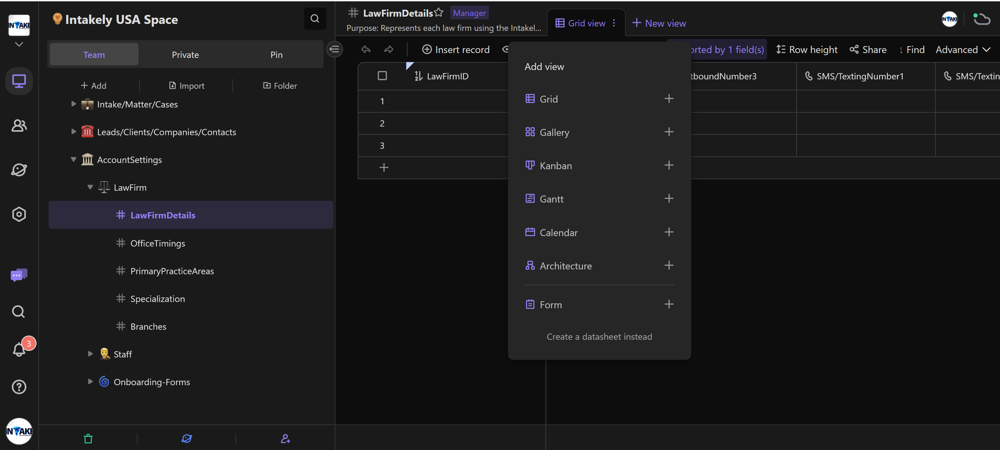 Intakely USA Space
Team
Private
Pin
Add
Import
Folder
Intake/Matter/Cases
Leads/Clients/Companies/Contacts
AccountSettings
LawFirm
LawFirmDetails
OfficeTimings
PrimaryPracticeAreas
Specialization
Branches
Staff
Onboarding-Forms
3
LawFirmDetails
Manager
Purpose: Represents each law firm using the Intakel...
Grid view
New view
Insert record
orted by 1 field(s)
Row height
Share
Find
Advanced
LawFirmID
tboundNumber3
SMS/TextingNumber1
SMS/Textin
1
2
3
Add view
Grid
Gallery
Kanban
Gantt
Calendar
Architecture
Form
Create a datasheet instead